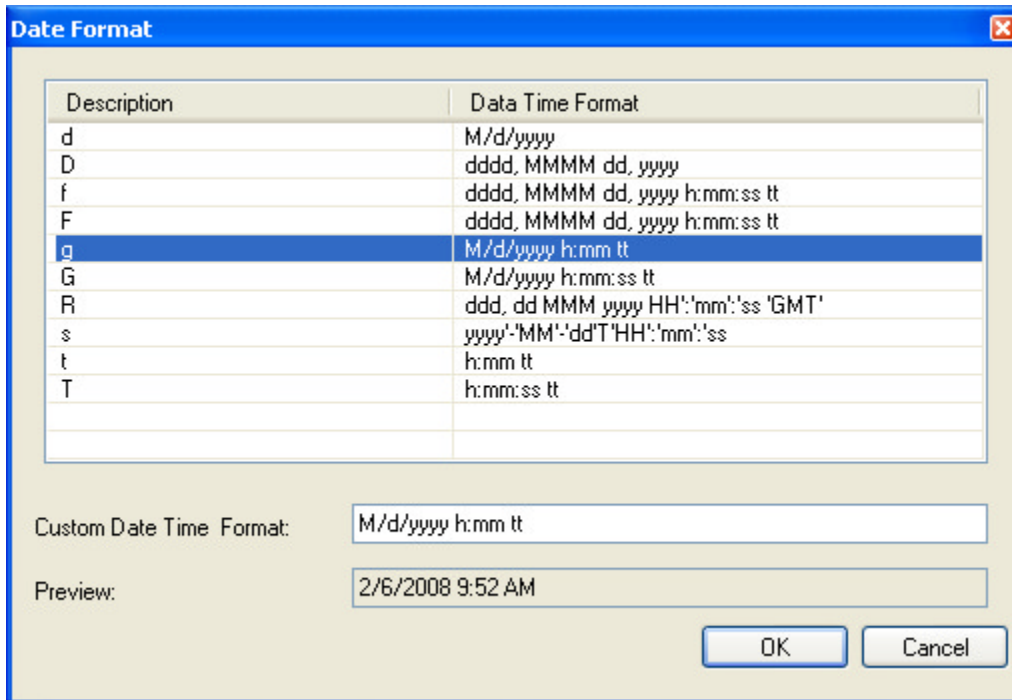 Date Format
Description Data Time Format
d M/d/yyyy
D dddd, MMMM dd, yyyy
f dddd, MMMM dd, yyyy h:mm:ss tt
F dddd, MMMM dd, yyyy h:mm:ss tt
g M/d/yyyy h:mm tt
G M/d/yyyy h:mm:ss tt
R ddd, dd MMM yyyy HH':'mm':'ss 'GMT'
s yyyy'-'MM'-'dd'T'HH':'mm':'ss
t h:mm tt
T h:mm:ss tt
Custom Date Time Format: M/d/yyyy h:mm tt
Preview: 2/6/2008 9:52 AM
OK Cancel